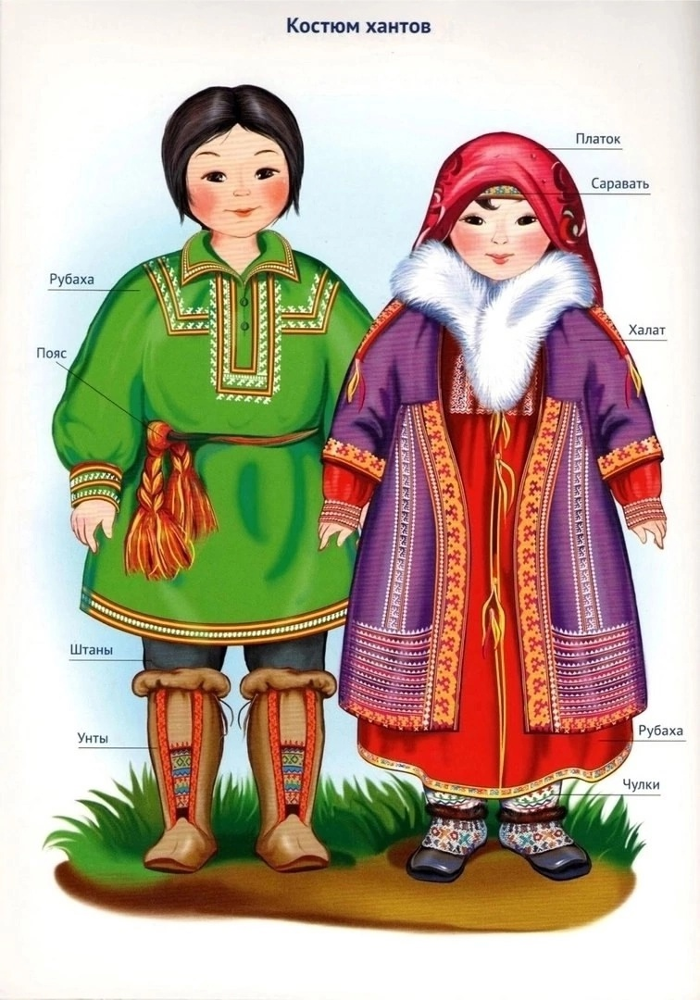 Костюм хантов
Платок
Саравать
Рубаха
Халат
Пояс
Штаны
Рубаха
Унты
Чулки